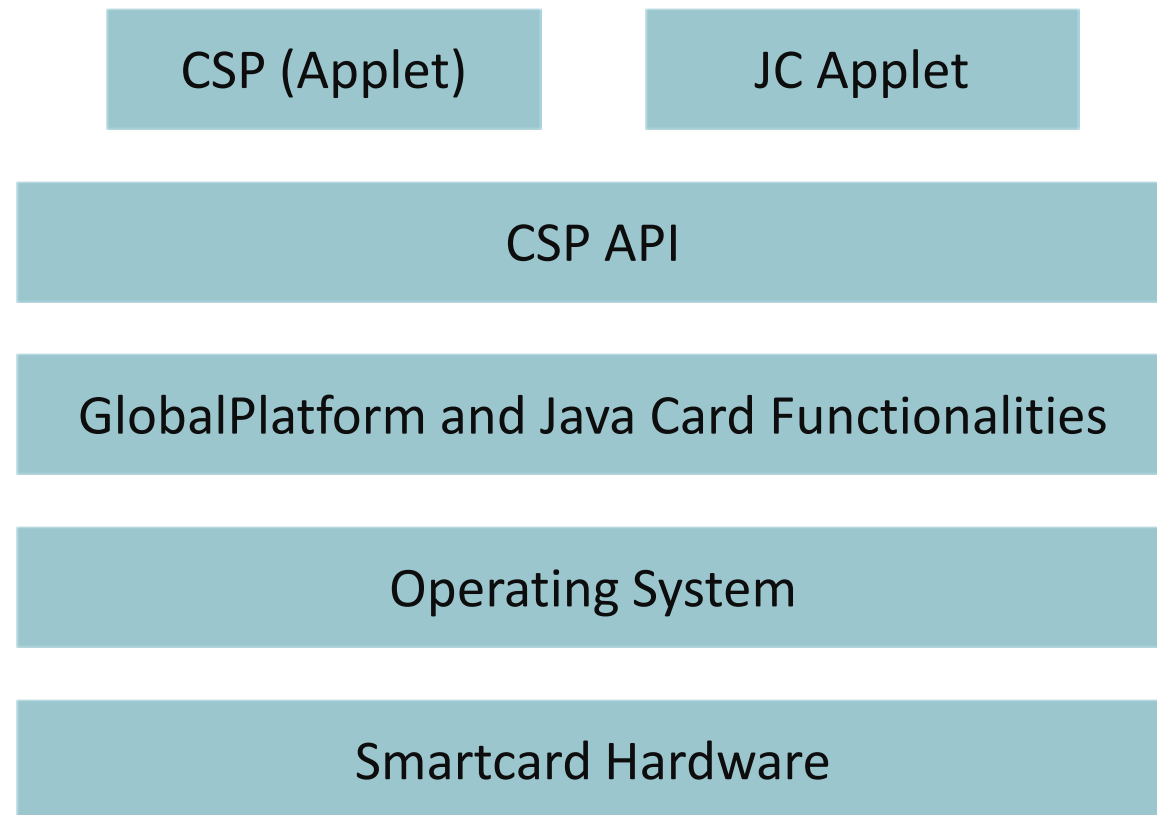 CSP (Applet)
JC Applet
CSP API
GlobalPlatform and Java Card Functionalities
Operating System
Smartcard Hardware